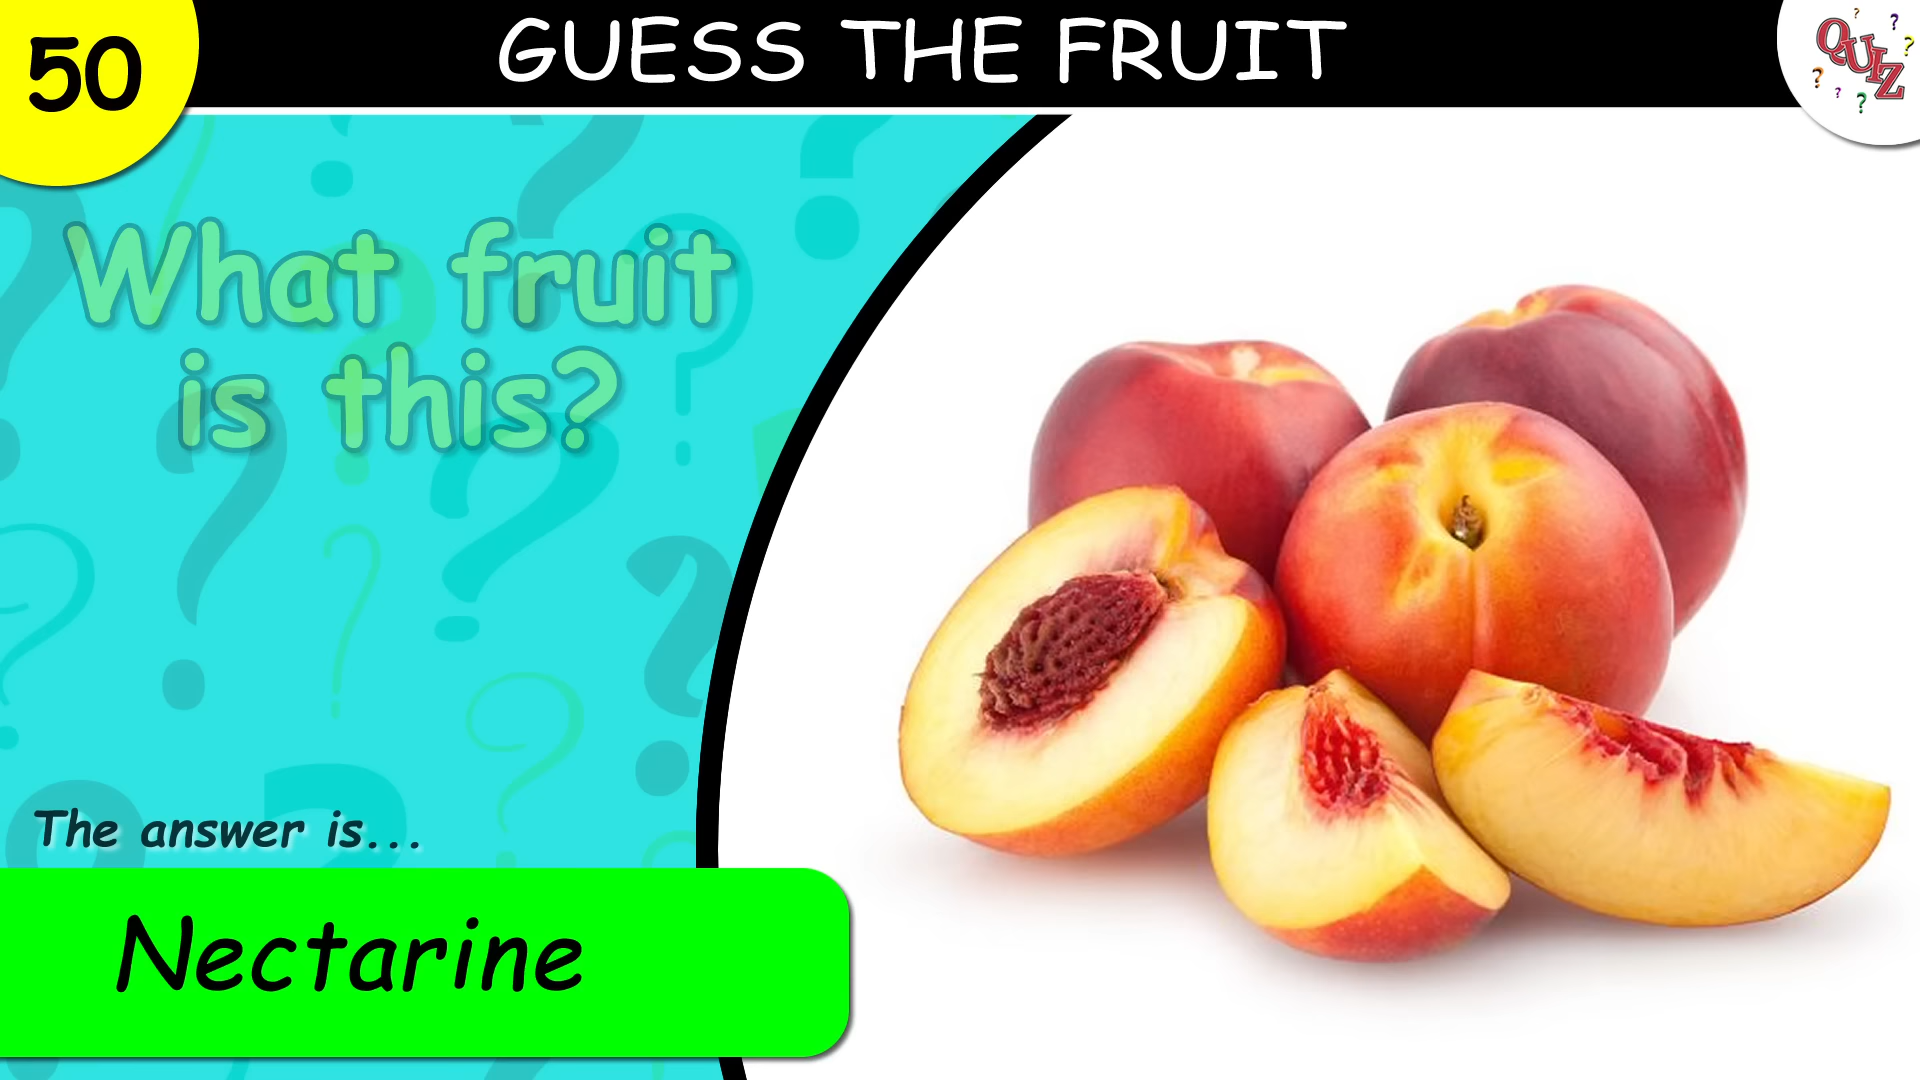 50
GUESS THE FRUIT
QUIZ
What fruit
is this?
The answer is...
Nectarine